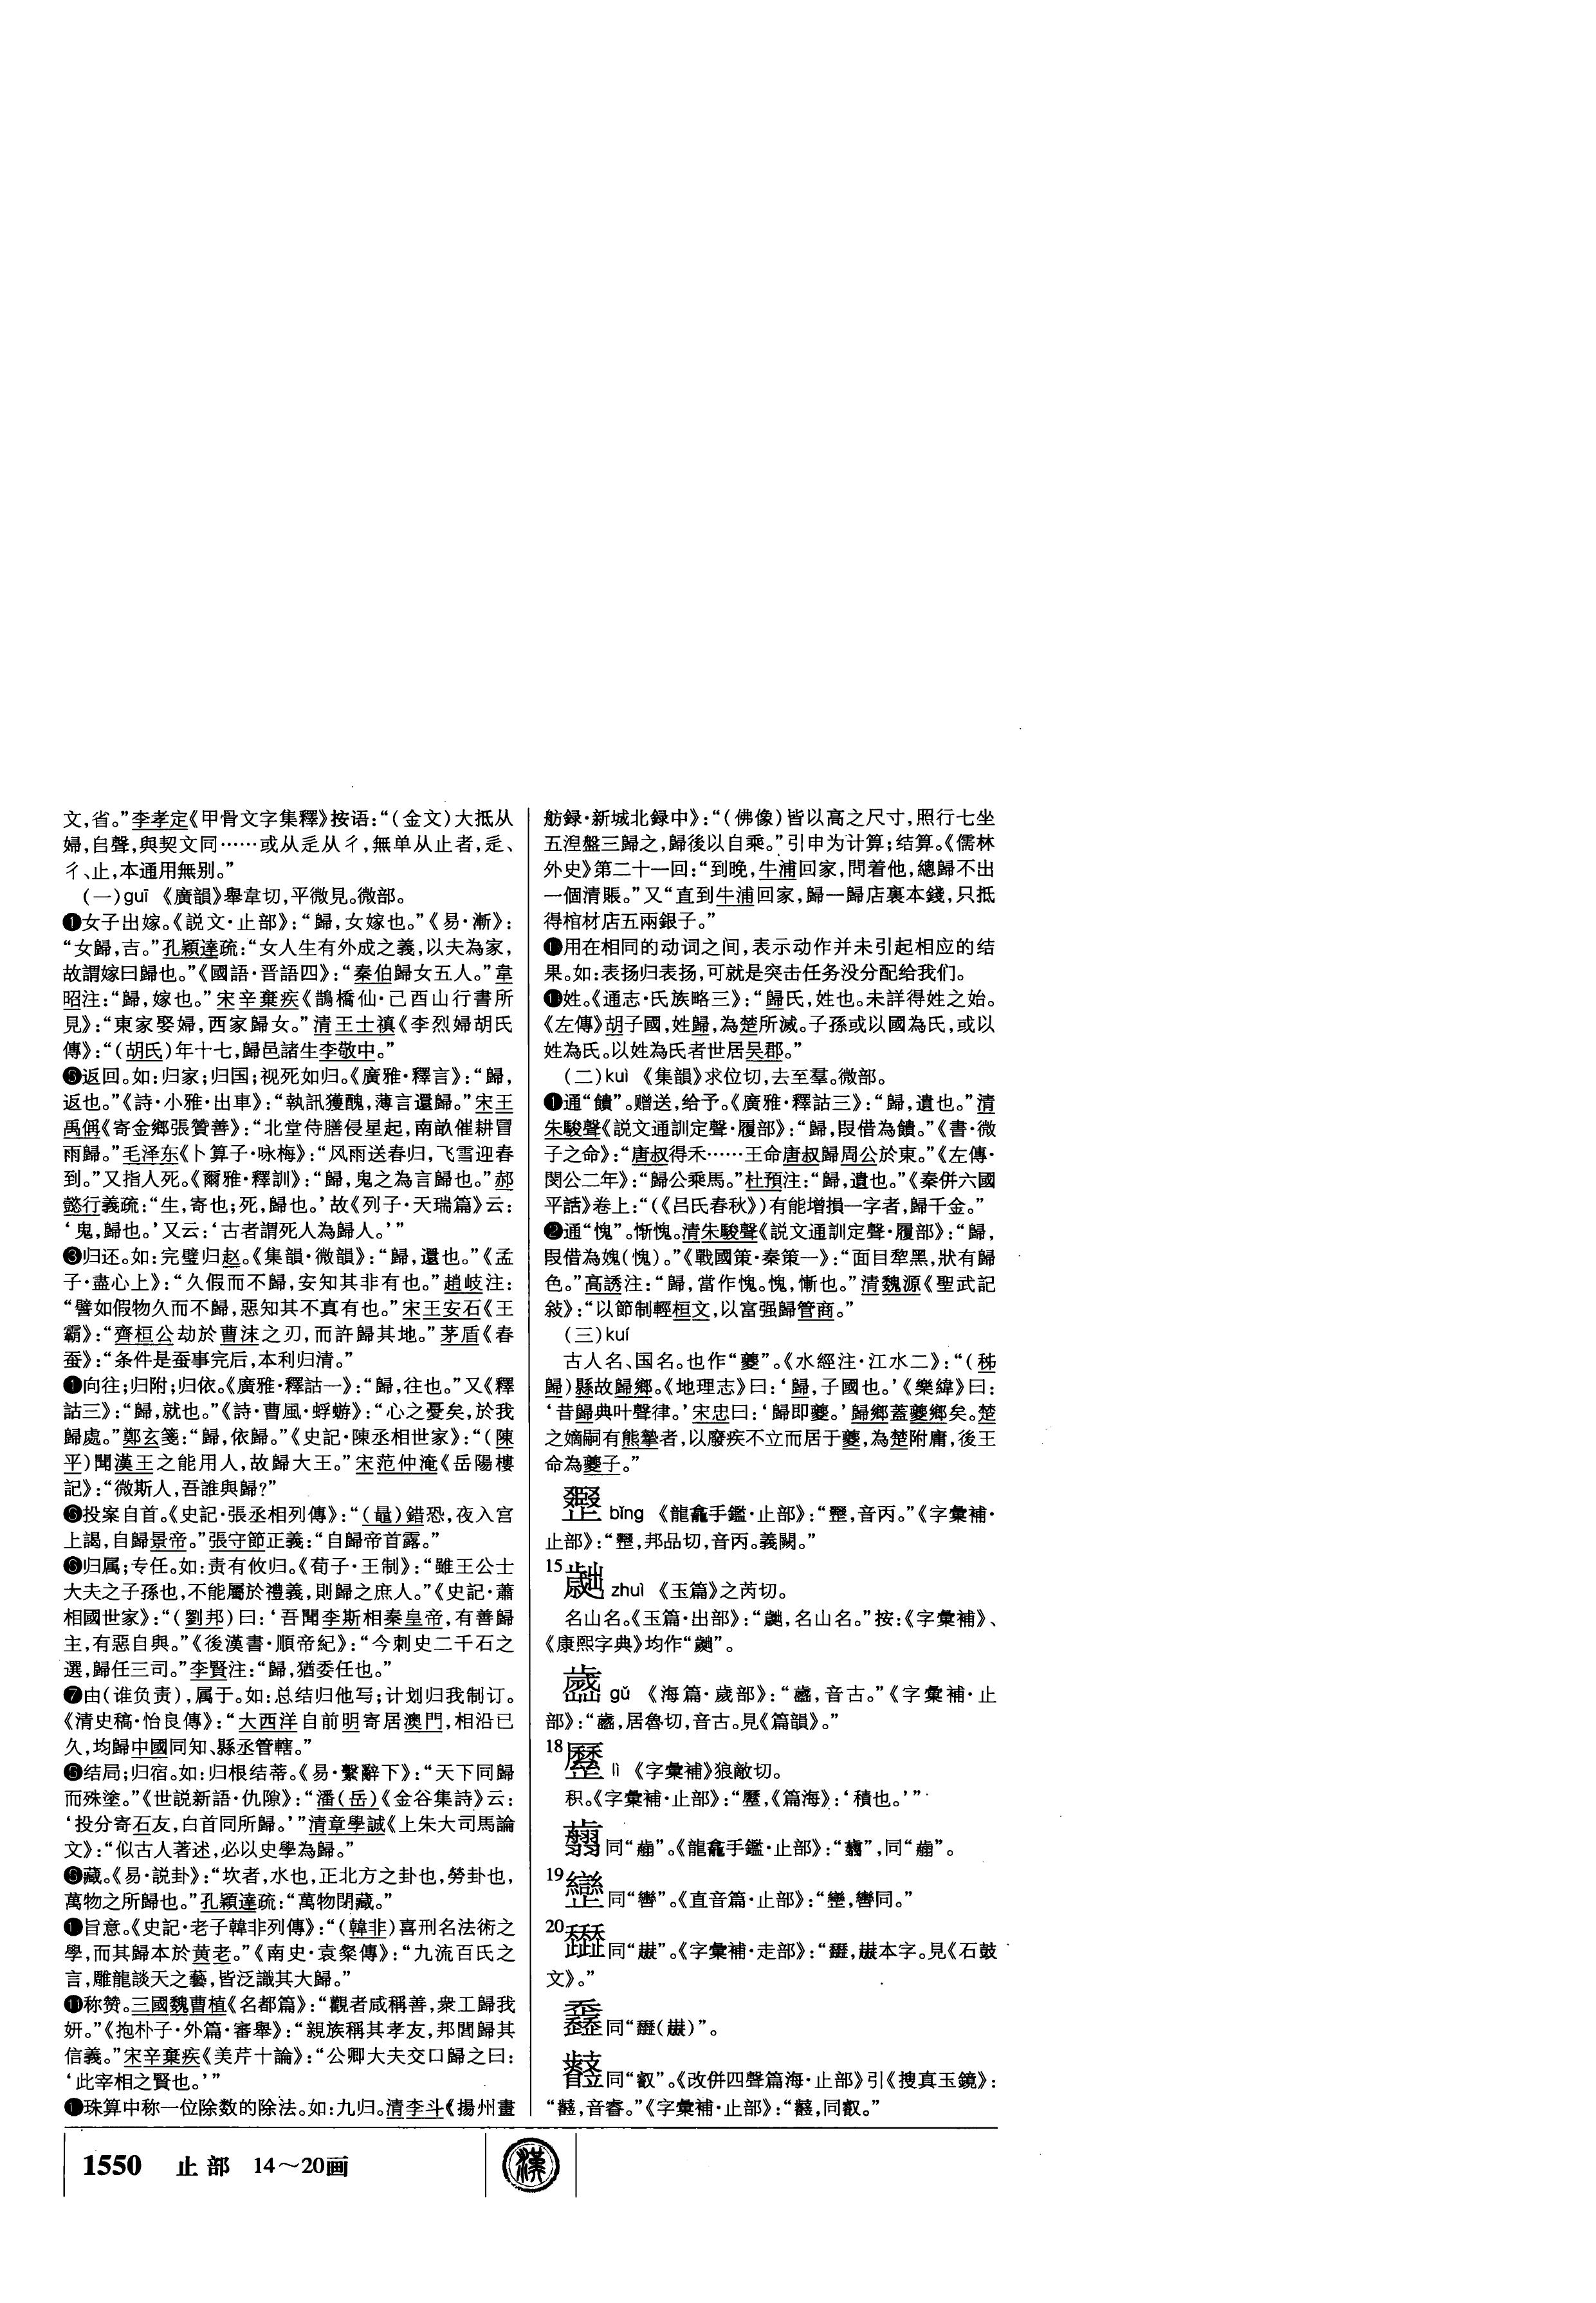 文，省。”李孝定《甲骨文字集釋》按语：“（金文）大抵从
婦，𠂤聲，與契文同……或从辵从彳，無单从止者，辵、
彳、止，本通用無别。”
（一）guī 《廣韻》舉韋切，平微見。微部。
❶女子出嫁。《説文·止部》：“歸，女嫁也。”《易·漸》：
“女歸，吉。”孔穎達疏：“女人生有外成之義，以夫為家，
故謂嫁曰歸也。”《國語·晋語四》：“秦伯歸女五人。”韋
昭注：“歸，嫁也。”宋辛棄疾《鵲橋仙·己酉山行書所
見》：“東家娶婦，西家歸女。”清王士禛《李烈婦胡氏
傳》：“（胡氏）年十七，歸邑諸生李敬中。”
返回。如：归家；归国；视死如归。《廣雅·釋言》：“歸，
返也。”《詩·小雅·出車》：“執訊獲醜，薄言還歸。”宋王
禹偁《寄金鄉張贊善》：“北堂侍膳侵星起，南畝催耕冒
雨歸。”毛泽东《卜算子·咏梅》：“风雨送春归，飞雪迎春
到。”又指人死。《爾雅·釋訓》：“歸，鬼之為言歸也。”郝
懿行義疏：“生，寄也；死，歸也。’故《列子·天瑞篇》云：
‘鬼，歸也。’又云：‘古者謂死人為歸人。’”
❸归还。如：完璧归赵。《集韻·微韻》：“歸，還也。”《孟
子·盡心上》：“久假而不歸，安知其非有也。”趙岐注：
“譬如假物久而不歸，惡知其不真有也。”宋王安石《王
霸》：“齊桓公劫於曹沫之刃，而許歸其地。”茅盾《春
蚕》：“条件是蚕事完后，本利归清。”
❶向往；归附；归依。《廣雅·釋詁一》：“歸，往也。”又《釋
詁三》：“歸，就也。”《詩·曹風·蜉蝣》：“心之憂矣，於我
歸處。”鄭玄箋：“歸，依歸。”《史記·陳丞相世家》：“（陳
平）聞漢王之能用人，故歸大王。”宋范仲淹《岳陽樓
記》：“微斯人，吾誰與歸？”
投案自首。《史記·張丞相列傳》：“（鼂）錯恐，夜入宫
上謁，自歸景帝。”張守節正義：“自歸帝首露。”
❻归属；专任。如：责有攸归。《荀子·王制》：“雖王公士
大夫之子孫也，不能屬於禮義，則歸之庶人。”《史記·蕭
相國世家》：“（劉邦）曰：‘吾聞李斯相秦皇帝，有善歸
主，有惡自與。”《後漢書·順帝紀》：“今刺史二千石之
選，歸任三司。”李賢注：“歸，猶委任也。”
❼由（谁负责），属于。如：总结归他写；计划归我制订。
《清史稿·怡良傳》：“大西洋自前明寄居澳門，相沿已
久，均歸中國同知、縣丞管轄。”
结局；归宿。如：归根结蒂。《易·繫辭下》：“天下同歸
而殊塗。”《世説新語·仇隙》：“潘（岳）《金谷集詩》云：
‘投分寄石友，白首同所歸。’”清章學誠《上朱大司馬論
文》：“似古人著述，必以史學為歸。”
藏。《易·説卦》：“坎者，水也，正北方之卦也，勞卦也，
萬物之所歸也。”孔穎達疏：“萬物閉藏。”
❶旨意。《史記·老子韓非列傳》：“（韓非）喜刑名法術之
學，而其歸本於黄老。”《南史·袁粲傳》：“九流百氏之
言，雕龍談天之藝，皆泛識其大歸。”
⓫称赞。三國魏曹植《名都篇》：“觀者咸稱善，衆工歸我
妍。”《抱朴子·外篇·審舉》：“親族稱其孝友，邦閭歸其
信義。”宋辛棄疾《美芹十論》：“公卿大夫交口歸之曰：
‘此宰相之賢也。’”
❶珠算中称一位除数的除法。如：九归。清李斗《揚州畫
舫録·新城北録中》：“（佛像）皆以高之尺寸，照行七坐
五涅盤三歸之，歸後以自乘。”引申为计算；结算。《儒林
外史》第二十一回：“到晚，牛浦回家，問着他，總歸不出
一個清賬。”又“直到牛浦回家，歸一歸店裏本錢，只抵
得棺材店五兩銀子。”
用在相同的动词之间，表示动作并未引起相应的结
果。如：表扬归表扬，可就是突击任务没分配给我们。
姓。《通志·氏族略三》：“歸氏，姓也。未詳得姓之始。
《左傳》胡子國，姓歸，為楚所滅。子孫或以國為氏，或以
姓為氏。以姓為氏者世居吴郡。”
（二）kuì 《集韻》求位切，去至羣。微部。
❶通“饋”。赠送，给予。《廣雅·釋詁三》：“歸，遺也。”清
朱駿聲《説文通訓定聲·履部》：“歸，叚借為饋。”《書·微
子之命》：“唐叔得禾……王命唐叔歸周公於東。”《左傳·
閔公二年》：“歸公乘馬。”杜預注：“歸，遺也。”《秦併六國
平話》卷上：“（《吕氏春秋》）有能增損一字者，歸千金。”
❷通“愧”。惭愧。清朱駿聲《説文通訓定聲·履部》：“歸，
叚借為媿（愧）。”《戰國策·秦策一》：“面目犁黑，狀有歸
色。”高誘注：“歸，當作愧。愧，慚也。”清魏源《聖武記
敍》：“以節制輕桓文，以富强歸管商。”
（三）kuí
古人名、国名。也作“夔”。《水經注·江水二》：“（秭
歸）縣故歸鄉。《地理志》曰：‘歸，子國也。’《樂緯》曰：
‘昔歸典叶聲律。’宋忠曰：‘歸即夔。’歸鄉蓋夔鄉矣。楚
之嫡嗣有熊摯者，以廢疾不立而居于夔，為楚附庸，後王
命為夔子。”
bǐng 《龍龕手鑑·止部》：“，音丙。”《字彙補·
止部》：“，邦品切，音丙。義闕。”
15 zhuì 《玉篇》之芮切。
名山名。《玉篇·出部》：“，名山名。”按：《字彙補》、
《康熙字典》均作“”。
gǔ 《海篇·歲部》：“，音古。”《字彙補·止
部》：“，居魯切，音古。見《篇韻》。”
18 lì 《字彙補》狼敵切。
积。《字彙補·止部》：“，《篇海》：‘積也。’”
同“”。《龍龕手鑑·止部》：“”，同“”。
19 同“”。《直音篇·止部》：“，同。”
20 同“”。《字彙補·走部》：“，本字。見《石鼓
文》。”
同“（）”。
同“叡”。《改併四聲篇海·止部》引《搜真玉鏡》：
“，音睿。”《字彙補·止部》：“，同叡。”
1550 止部 14～20画
漢